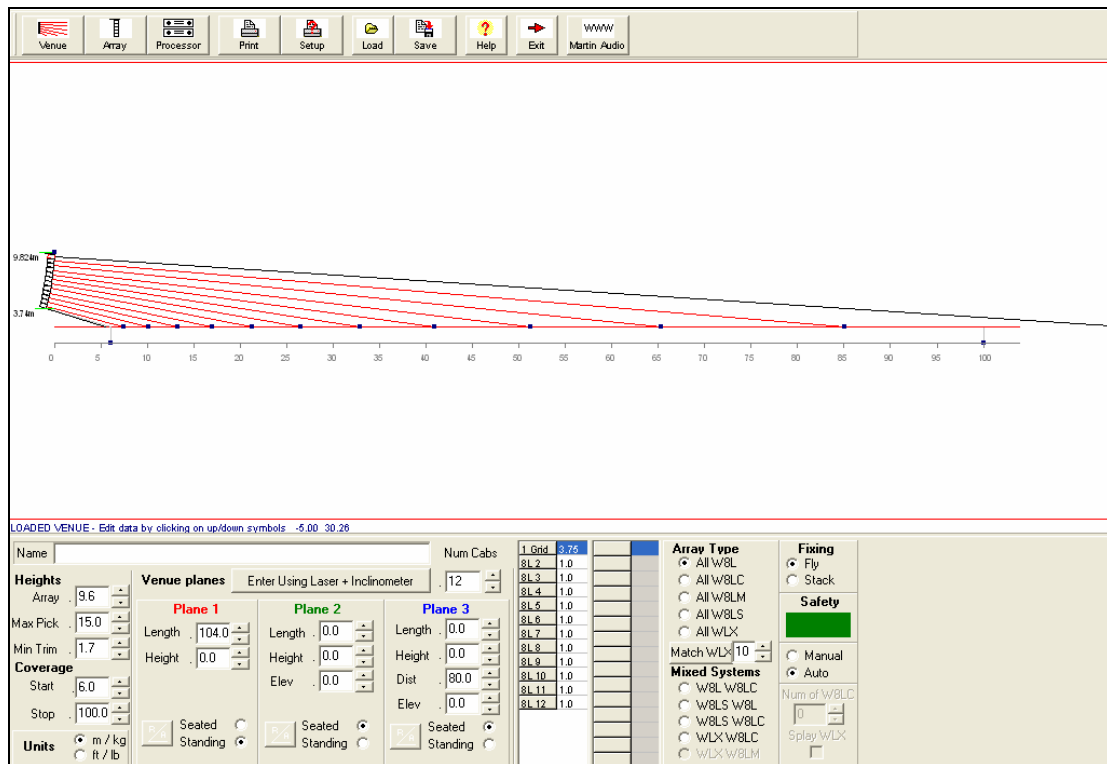 Venue Array Processor Print Setup Load Save Help Exit WWW Martin Audio
9.824m
3.74m
0 5 10 15 20 25 30 35 40 45 50 55 60 65 70 75 80 85 90 95 100
LOADED VENUE - Edit data by clicking on up/down symbols -5.00 30.26
Name Num Cabs
12
Heights
Array . 9.6
Max Pick . 15.0
Min Trim . 1.7
Coverage
Start . 6.0
Stop . 100.0
Units
m / kg
ft / lb
Venue planes Enter Using Laser + Inclinometer
Plane 1
Length . 104.0
Height . 0.0
R/N
Seated
Standing
Plane 2
Length . 0.0
Height . 0.0
Elev . 0.0
R/N
Seated
Standing
Plane 3
Length . 0.0
Height . 0.0
Dist . 80.0
Elev . 0.0
R/N
Seated
Standing
1 Grid 3.75
8L 2 1.0
8L 3 1.0
8L 4 1.0
8L 5 1.0
8L 6 1.0
8L 7 1.0
8L 8 1.0
8L 9 1.0
8L 10 1.0
8L 11 1.0
8L 12 1.0
Array Type
All W8L
All W8LC
All W8LM
All W8LS
All WLX
Match WLX 10
Mixed Systems
W8L W8LC
W8LS W8L
W8LS W8LC
WLX W8LC
WLX W8LM
Fixing
Fly
Stack
Safety
Manual
Auto
Num of W8LC
0
Splay WLX